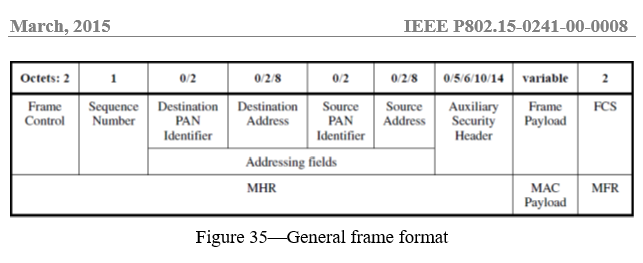 March, 2015 IEEE P802.15-0241-00-0008
Octets: 2 1 0/2 0/2/8 0/2 0/2/8 0/5/6/10/14 variable 2
Frame Control Sequence Number Destination PAN Identifier Destination Address Source PAN Identifier Source Address Auxiliary Security Header Frame Payload FCS
Addressing fields
MHR MAC Payload MFR
Figure 35—General frame format